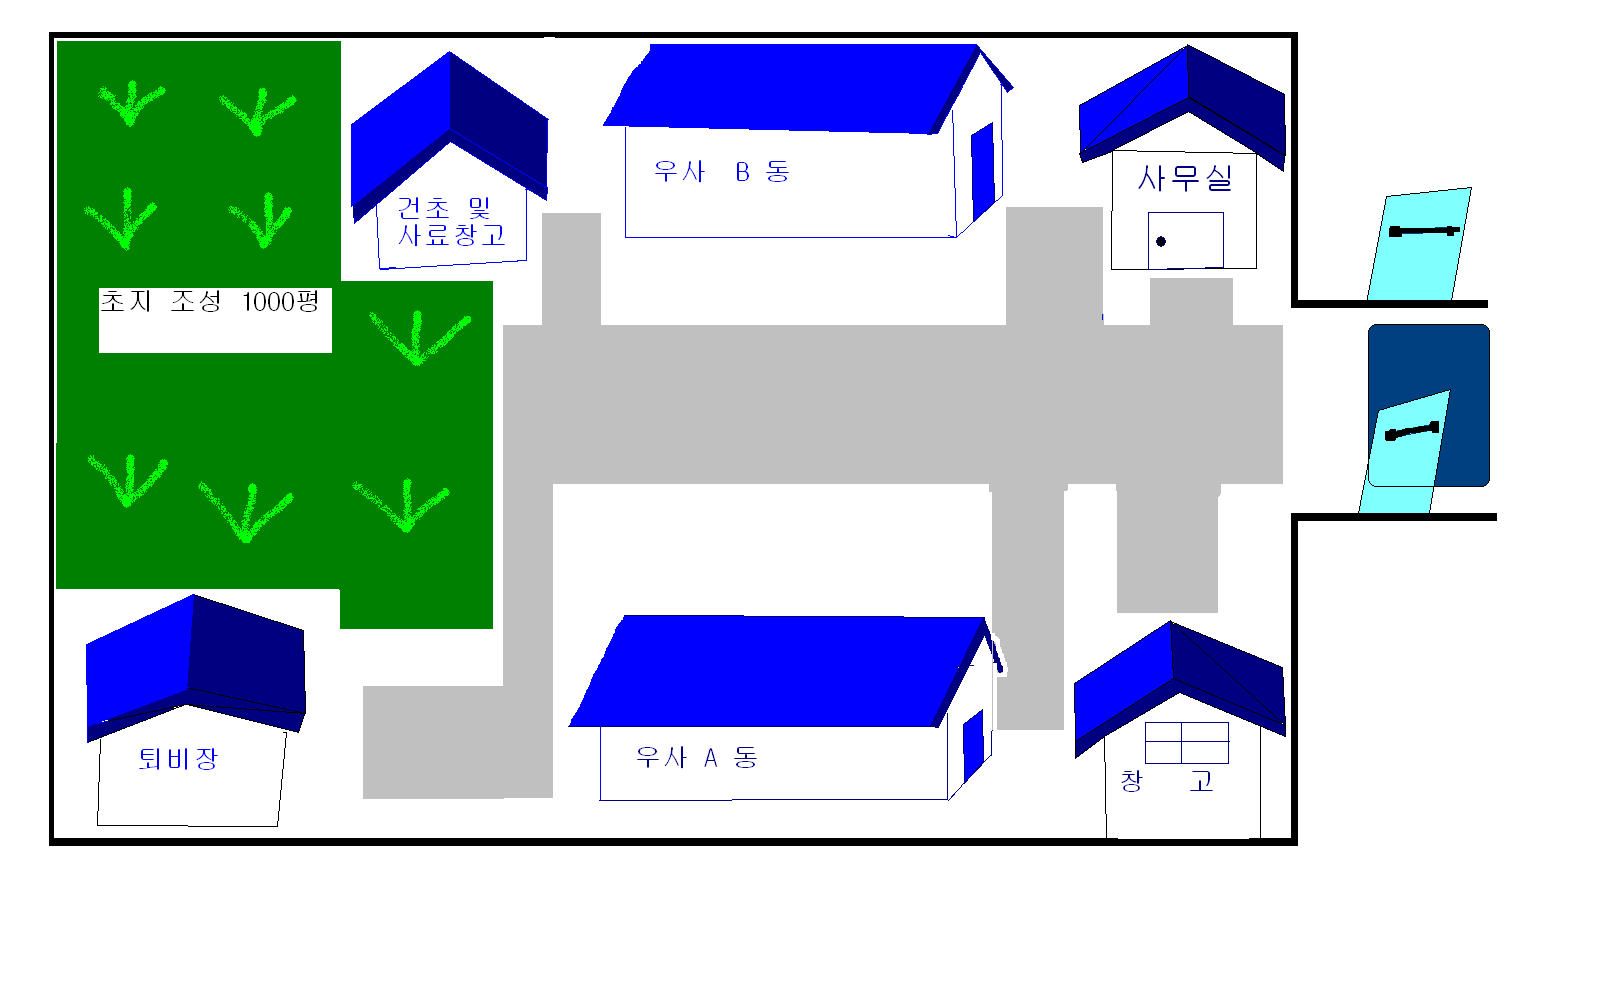 우사 B 동
사무실
건초 및
사료창고
초지 조성 1000평
퇴비장
우사 A 동
창 고